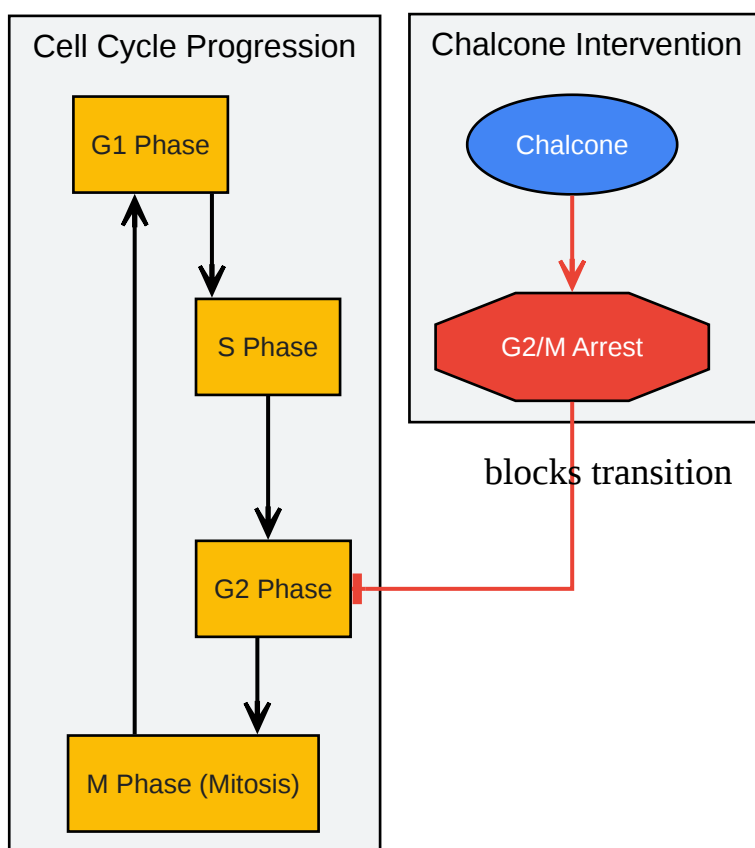 Cell Cycle Progression
G1 Phase
S Phase
G2 Phase
M Phase (Mitosis)
Chalcone Intervention
Chalcone
G2/M Arrest
blocks transition